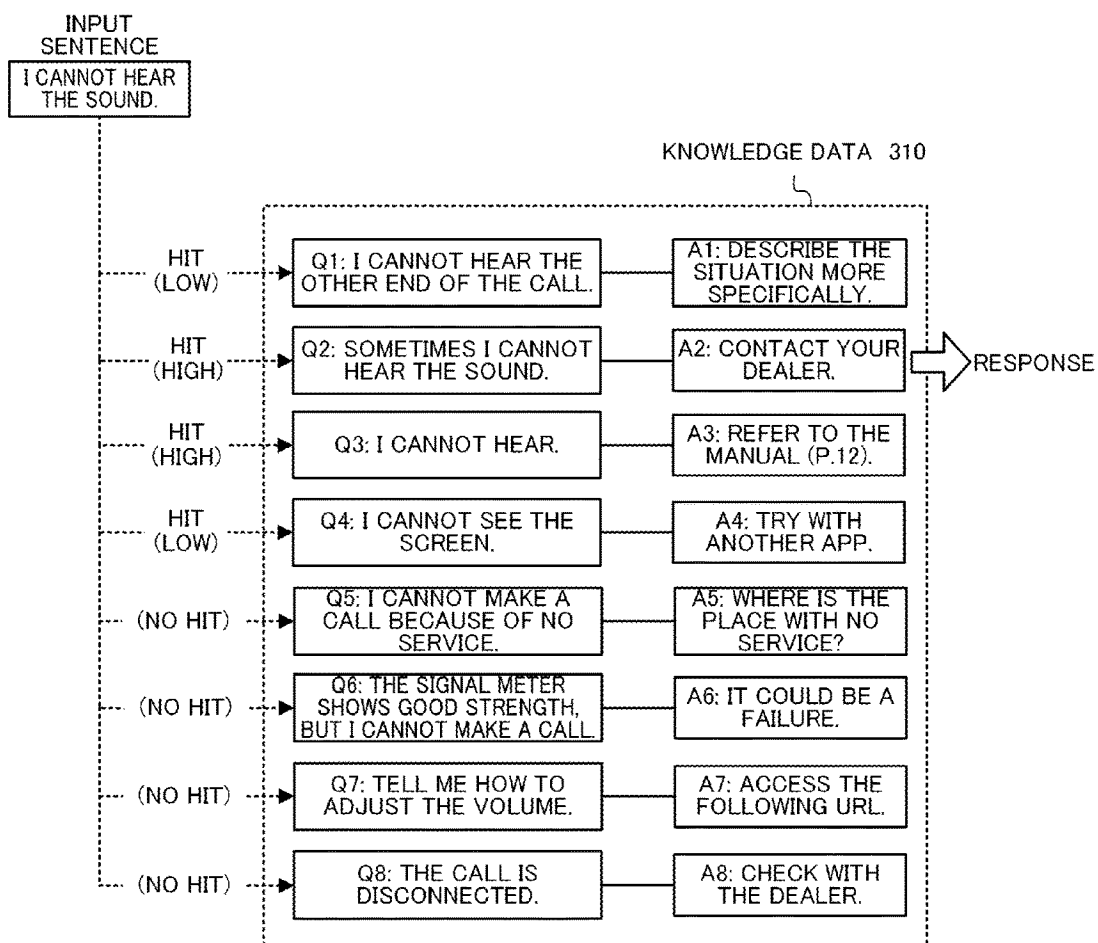 INPUT
SENTENCE
I CANNOT HEAR
THE SOUND.
KNOWLEDGE DATA 310
HIT
(LOW)
Q1: I CANNOT HEAR THE
OTHER END OF THE CALL.
A1: DESCRIBE THE
SITUATION MORE
SPECIFICALLY.
HIT
(HIGH)
Q2: SOMETIMES I CANNOT
HEAR THE SOUND.
A2: CONTACT YOUR
DEALER.
RESPONSE
HIT
(HIGH)
Q3: I CANNOT HEAR.
A3: REFER TO THE
MANUAL (P.12).
HIT
(LOW)
Q4: I CANNOT SEE THE
SCREEN.
A4: TRY WITH
ANOTHER APP.
(NO HIT)
Q5: I CANNOT MAKE A
CALL BECAUSE OF NO
SERVICE.
A5: WHERE IS THE
PLACE WITH NO
SERVICE?
(NO HIT)
Q6: THE SIGNAL METER
SHOWS GOOD STRENGTH,
BUT I CANNOT MAKE A CALL.
A6: IT COULD BE A
FAILURE.
(NO HIT)
Q7: TELL ME HOW TO
ADJUST THE VOLUME.
A7: ACCESS THE
FOLLOWING URL.
(NO HIT)
Q8: THE CALL IS
DISCONNECTED.
A8: CHECK WITH
THE DEALER.